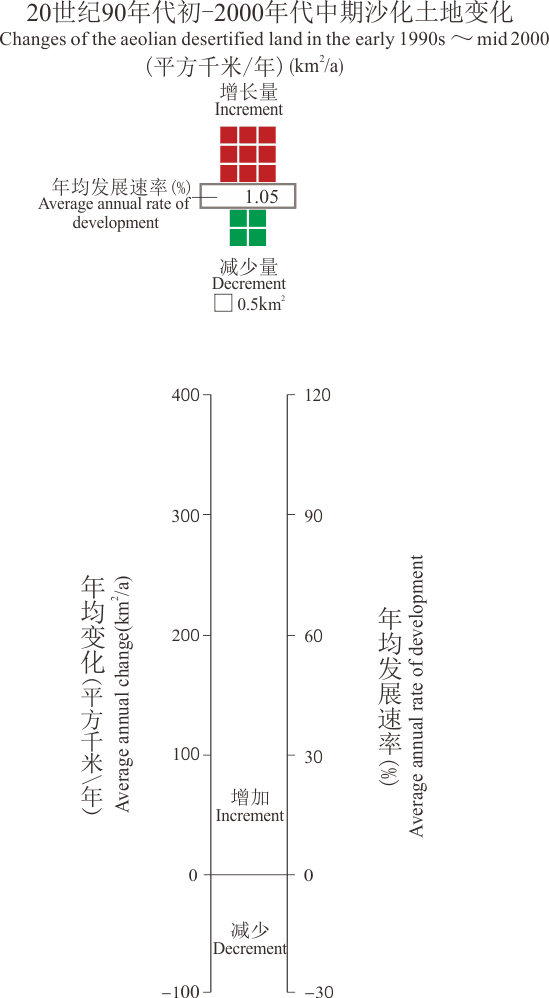 20世纪90年代初-2000年代中期沙化土地变化
Changes of the aeolian desertified land in the early 1990s ~ mid 2000
(平方千米/年) (km²/a)
增长量
Increment
年均发展速率(%)
Average annual rate of
development
1.05
减少量
Decrement
0.5km²
400
300
200
100
0
-100
120
90
60
30
0
-30
年均变化(平方千米/年)
Average annual change(km²/a)
增加
Increment
减少
Decrement
年均发展速率(%)
Average annual rate of development